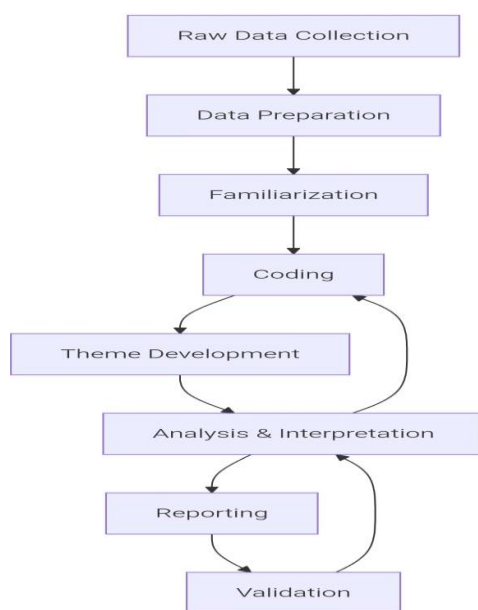 Raw Data Collection
Data Preparation
Familiarization
Coding
Theme Development
Analysis & Interpretation
Reporting
Validation